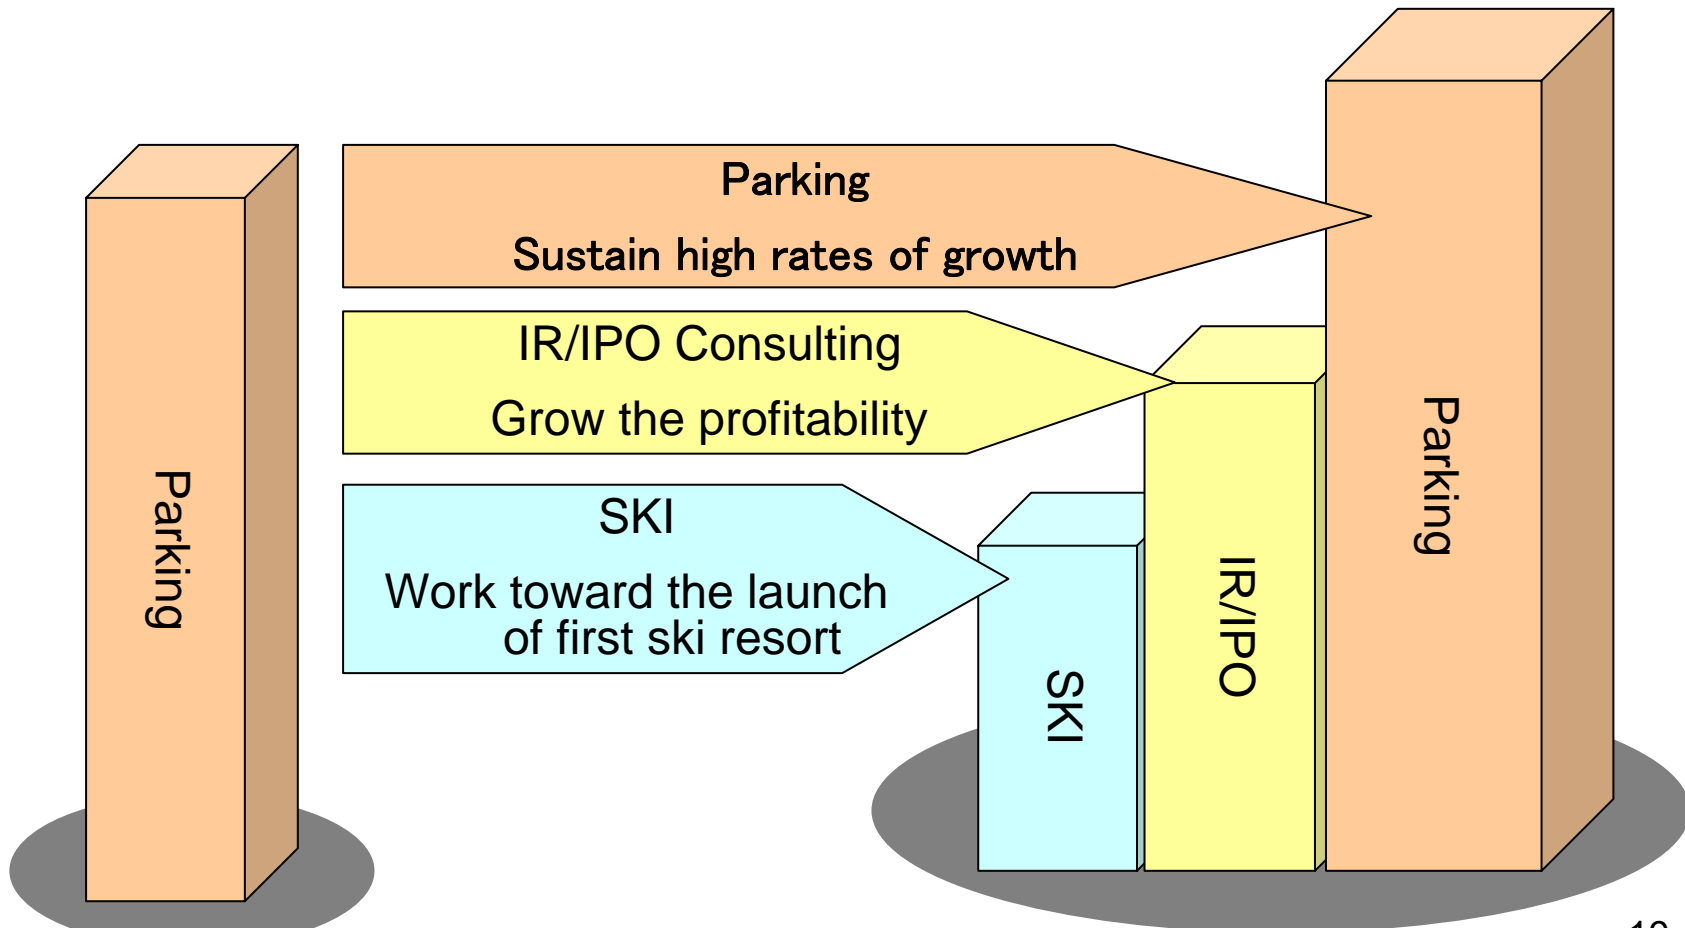 Parking
Parking
Sustain high rates of growth
IR/IPO Consulting
Grow the profitability
SKI
Work toward the launch
of first ski resort
SKI
IR/IPO
Parking